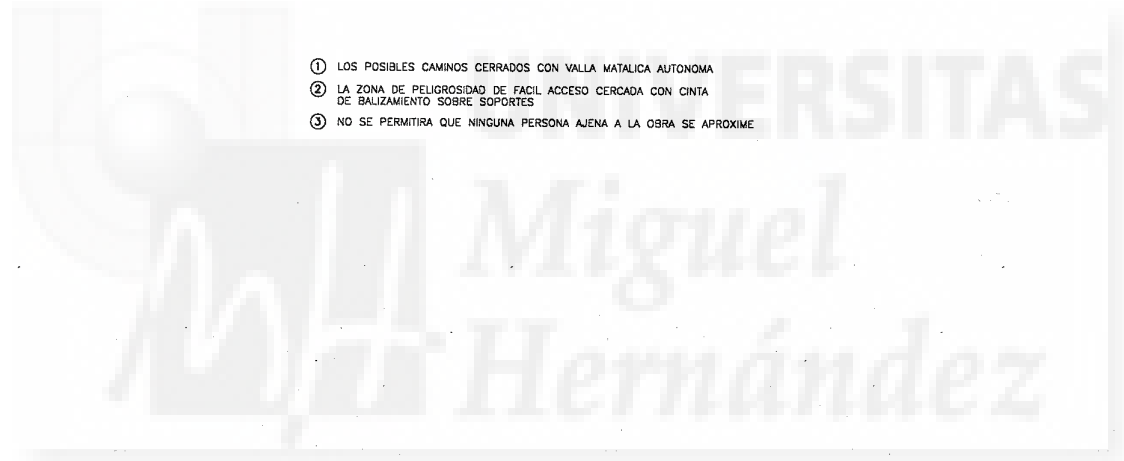 ① LOS POSIBLES CAMINOS CERRADOS CON VALLA MATALICA AUTONOMA
② LA ZONA DE PELIGROSIDAD DE FACIL ACCESO CERCADA CON CINTA
DE BALIZAMIENTO SOBRE SOPORTES
③ NO SE PERMITIRA QUE NINGUNA PERSONA AJENA A LA OBRA SE APROXIME
UNIVERSITAS
Miguel
Hernández